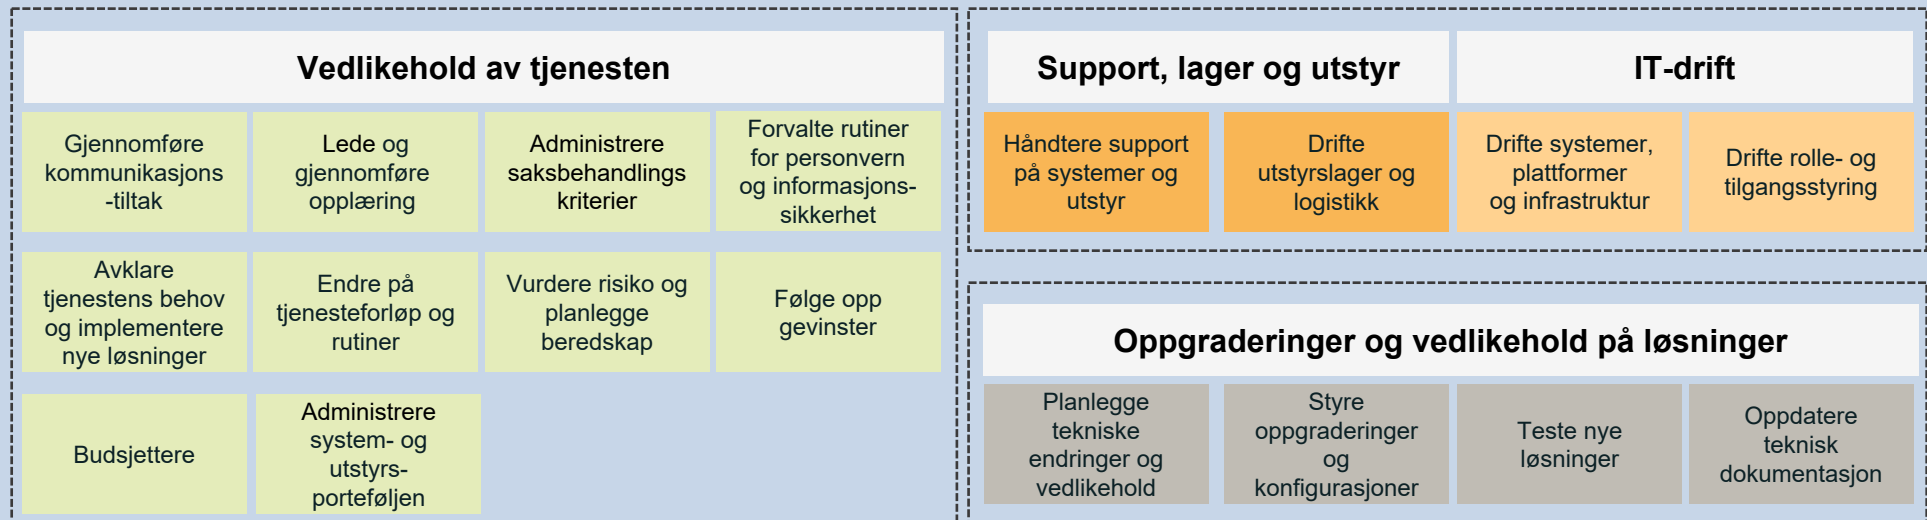 Vedlikehold av tjenesten
Gjennomføre
kommunikasjons
-tiltak
Lede og
gjennomføre
opplæring
Administrere
saksbehandlings
kriterier
Forvalte rutiner
for personvern
og informasjons-
sikkerhet
Avklare
tjenestens behov
og implementere
nye løsninger
Endre på
tjenesteforløp og
rutiner
Vurdere risiko og
planlegge
beredskap
Følge opp
gevinster
Budsjettere
Administrere
system- og
utstyrs-
porteføljen
Support, lager og utstyr
IT-drift
Håndtere support
på systemer og
utstyr
Drifte
utstyrslager og
logistikk
Drifte systemer,
plattformer
og infrastruktur
Drifte rolle- og
tilgangsstyring
Oppgraderinger og vedlikehold på løsninger
Planlegge
tekniske
endringer og
vedlikehold
Styre
oppgraderinger
og
konfigurasjoner
Teste nye
løsninger
Oppdatere
teknisk
dokumentasjon